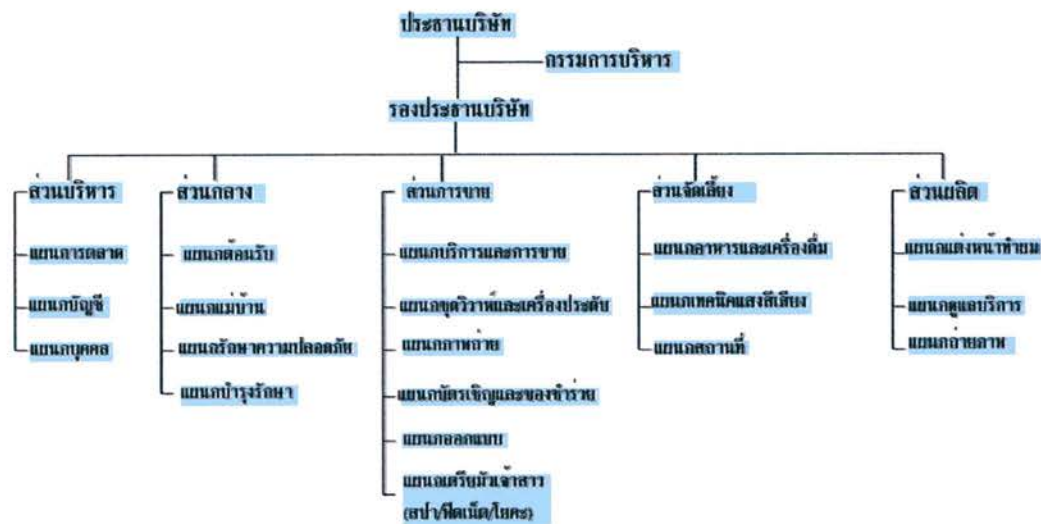 ประธานบริษัท
กรรมการบริหาร
รองประธานบริษัท
ส่วนบริหาร
แผนการตลาด
แผนกบัญชี
แผนกบุคคล
ส่วนกลาง
แผนกต้อนรับ
แผนกแม่บ้าน
แผนกรักษาความปลอดภัย
แผนกบำรุงรักษา
ส่วนการขาย
แผนกบริการและการขาย
แผนกชุดวิวาห์และเครื่องประดับ
แผนกภาพถ่าย
แผนกบัตรเชิญและของชำร่วย
แผนกออกแบบ
แผนกเตรียมัวเจ้าสาว
(สปา/ฟิตเน็ต/โยคะ)
ส่วนจัดเลี้ยง
แผนกอาหารและเครื่องดื่ม
แผนกเทคนิคแสงสีเสียง
แผนกสถานที่
ส่วนผลิต
แผนกแต่งหน้าทำผม
แผนกดูแลบริการ
แผนกถ่ายภาพ